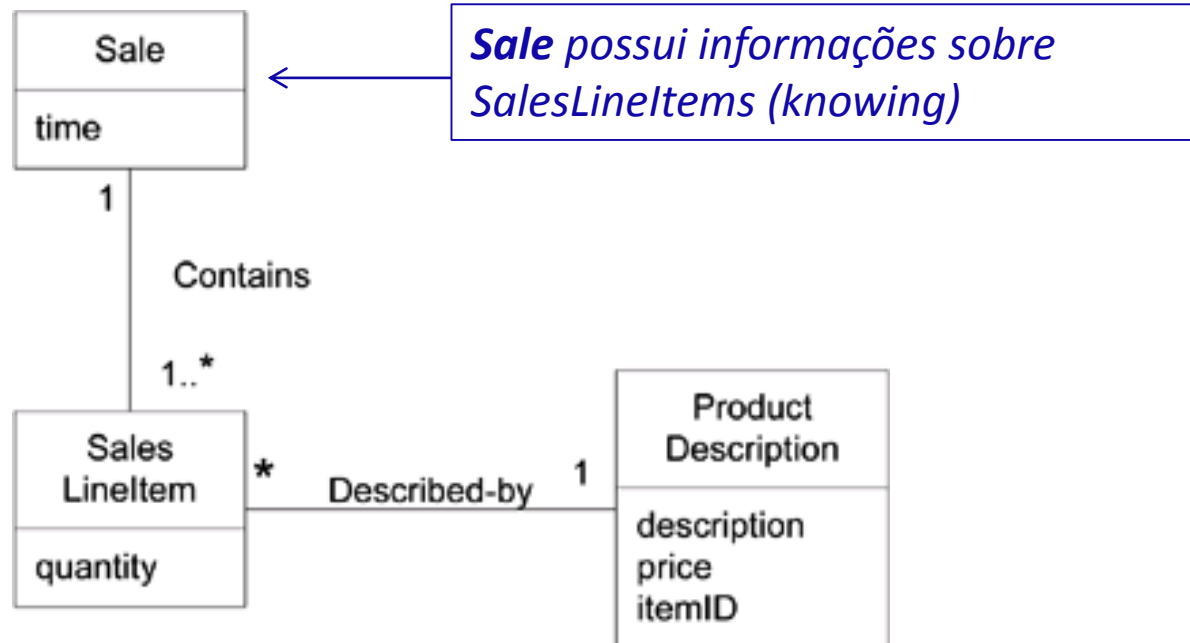 Sale
time
Sale possui informações sobre
SalesLineItems (knowing)
1
Contains
1..*
Sales
LineItem
quantity
*
Described-by
1
Product
Description
description
price
itemID